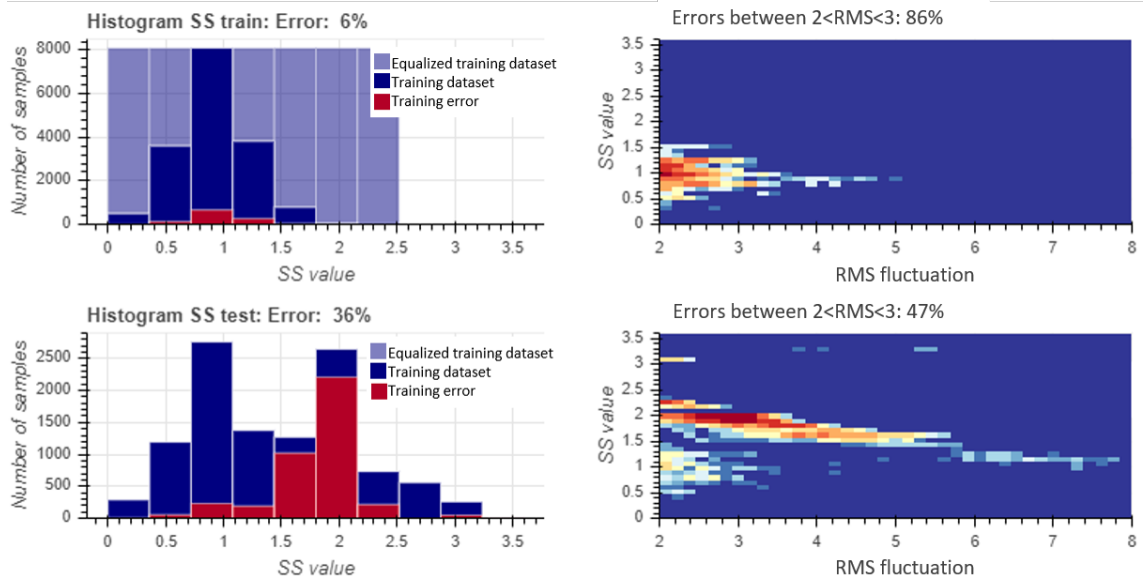 Histogram SS train: Error: 6%
Number of samples
8000
6000
4000
2000
0
Equalized training dataset
Training dataset
Training error
0 0.5 1 1.5 2 2.5 3 3.5
SS value
Errors between 2<RMS<3: 86%
SS value
3.5
3
2.5
2
1.5
1
0.5
0
2 3 4 5 6 7 8
RMS fluctuation
Histogram SS test: Error: 36%
Number of samples
2500
2000
1500
1000
500
0
Equalized training dataset
Training dataset
Training error
0 0.5 1 1.5 2 2.5 3 3.5
SS value
Errors between 2<RMS<3: 47%
SS value
3.5
3
2.5
2
1.5
1
0.5
0
2 3 4 5 6 7 8
RMS fluctuation